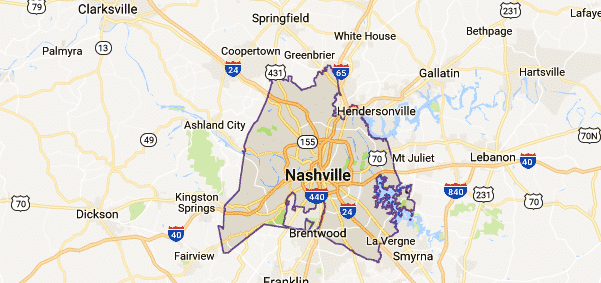 79
Clarksville
Springfield
231
Lafaye
White House
Bethpage
Palmyra
Coopertown
Greenbrier
24
431
65
Gallatin
Hartsville
Hendersonville
Ashland City
49
155
70N
70
Mt Juliet
Lebanon
40
Nashville
70
Kingston
Springs
440
840
231
70
Dickson
24
40
Brentwood
La Vergne
Fairview
Smyrna
Franklin